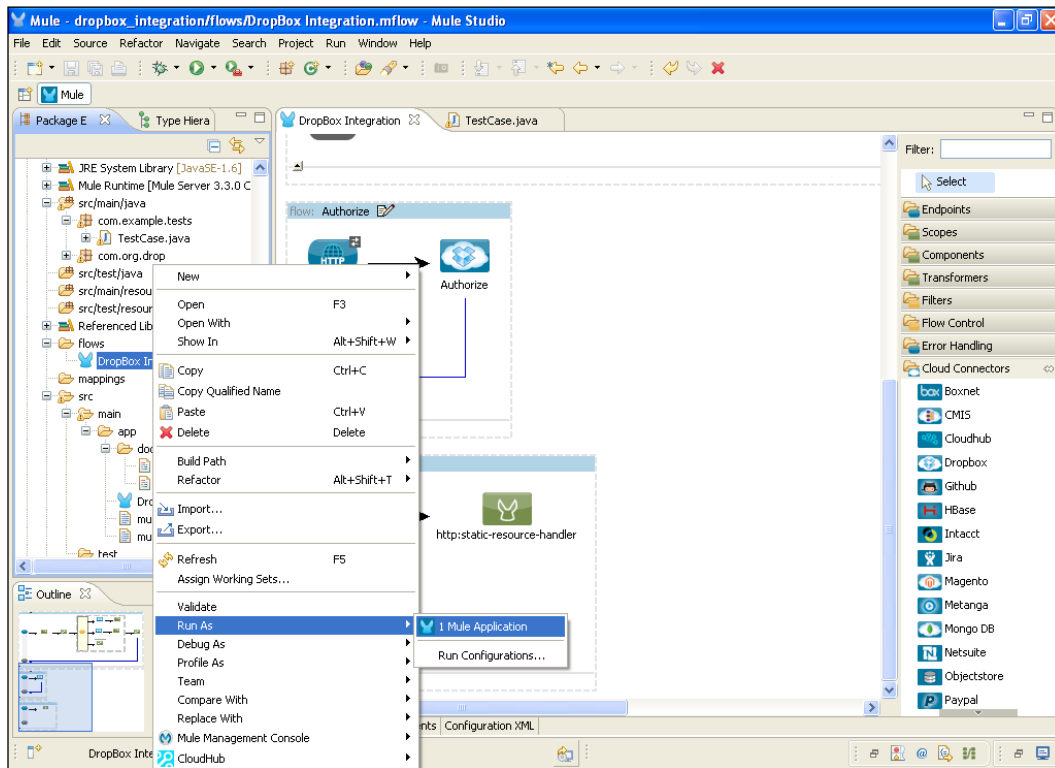 Mule - dropbox_integration/flows/DropBox Integration.mflow - Mule Studio
File Edit Source Refactor Navigate Search Project Run Window Help
Mule
Package E
Type Hiera
DropBox Integration
TestCase.java
JRE System Library [JavaSE-1.6]
Mule Runtime [Mule Server 3.3.0 C
src/main/java
com.example.tests
TestCase.java
com.org.drop
src/test/java
src/main/resou
src/test/resour
Referenced Lib
flows
DropBox In
mappings
src
main
app
doc
Dro
mu
mu
test
Outline
DropBox Inte
New
Open F3
Open With
Show In Alt+Shift+W
Copy Ctrl+C
Copy Qualified Name
Paste Ctrl+V
Delete Delete
Build Path
Refactor Alt+Shift+T
Import...
Export...
Refresh F5
Assign Working Sets...
Validate
Run As
Debug As
Profile As
Team
Compare With
Replace With
Mule Management Console
CloudHub
1 Mule Application
Run Configurations...
flow: Authorize
HTTP
Authorize
http:static-resource-handler
nts
Configuration XML
Filter:
Select
Endpoints
Scopes
Components
Transformers
Filters
Flow Control
Error Handling
Cloud Connectors
box Boxnet
CMIS
Cloudhub
Dropbox
Github
HBase
Intacct
Jira
Magento
Metanga
Mongo DB
Netsuite
Objectstore
Paypal